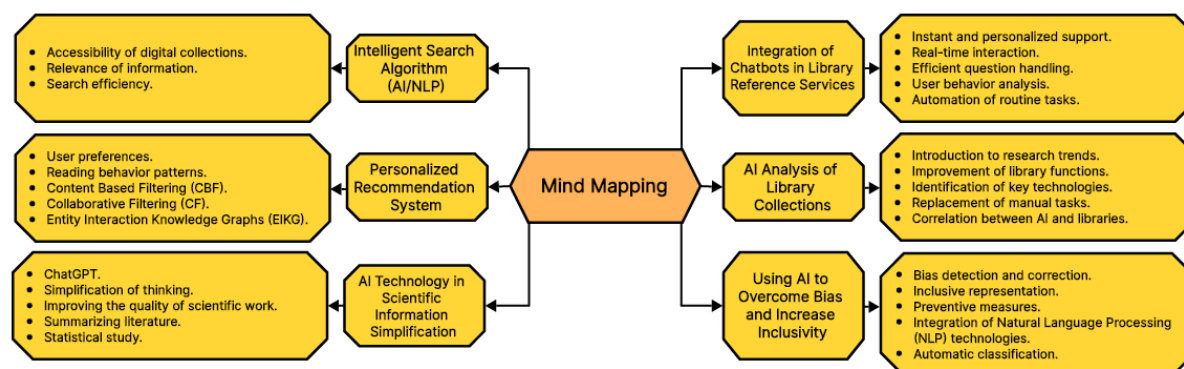 Accessibility of digital collections.
Relevance of information.
Search efficiency.
Intelligent Search
Algorithm
(AI/NLP)
User preferences.
Reading behavior patterns.
Content Based Filtering (CBF).
Collaborative Filtering (CF).
Entity Interaction Knowledge Graphs (EIKG).
Personalized
Recommendation
System
ChatGPT.
Simplification of thinking.
Improving the quality of scientific work.
Summarizing literature.
Statistical study.
AI Technology in
Scientific
Information
Simplification
Mind Mapping
Integration of
Chatbots in Library
Reference Services
Instant and personalized support.
Real-time interaction.
Efficient question handling.
User behavior analysis.
Automation of routine tasks.
AI Analysis of
Library
Collections
Introduction to research trends.
Improvement of library functions.
Identification of key technologies.
Replacement of manual tasks.
Correlation between AI and libraries.
Using AI to
Overcome Bias
and Increase
Inclusivity
Bias detection and correction.
Inclusive representation.
Preventive measures.
Integration of Natural Language Processing
(NLP) technologies.
Automatic classification.